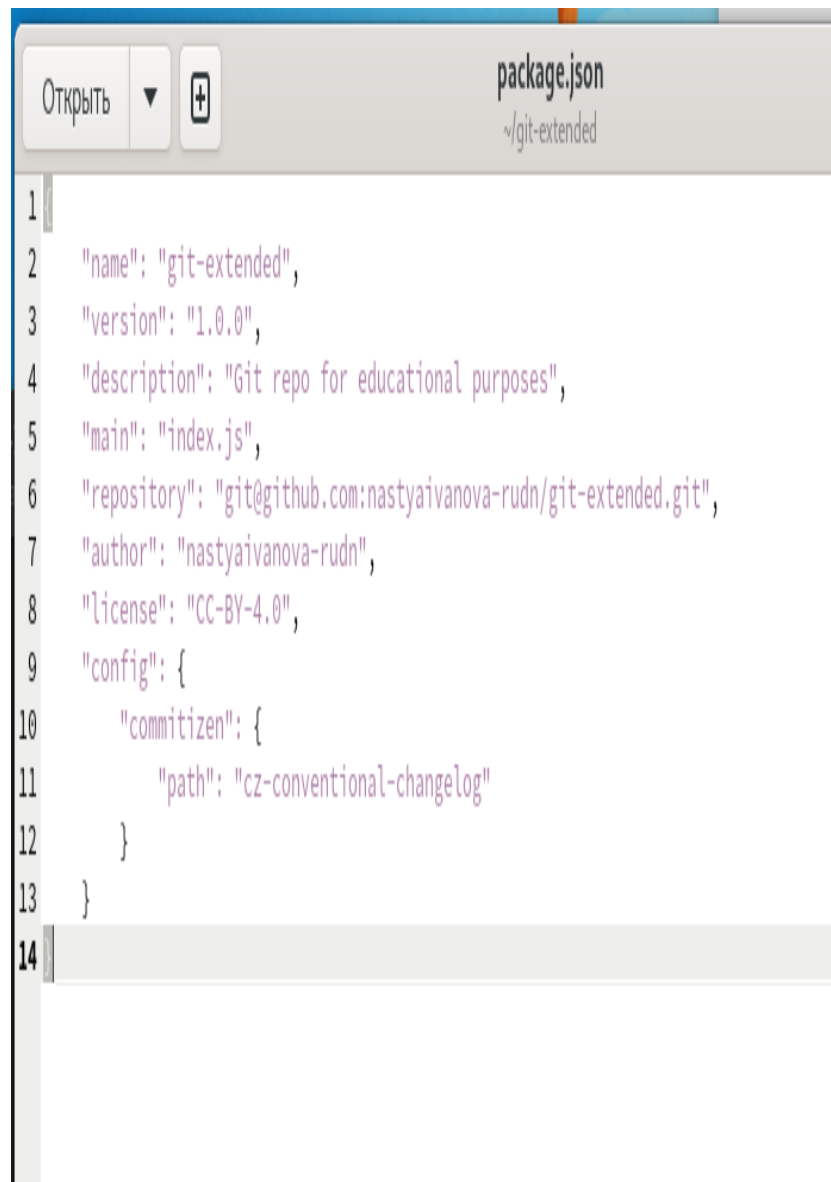 Открыть ▼
package.json
~/git-extended
1 {
2 "name": "git-extended",
3 "version": "1.0.0",
4 "description": "Git repo for educational purposes",
5 "main": "index.js",
6 "repository": "git@github.com:nastyaivanova-rudn/git-extended.git",
7 "author": "nastyaivanova-rudn",
8 "license": "CC-BY-4.0",
9 "config": {
10 "commitizen": {
11 "path": "cz-conventional-changelog"
12 }
13 }
14 }